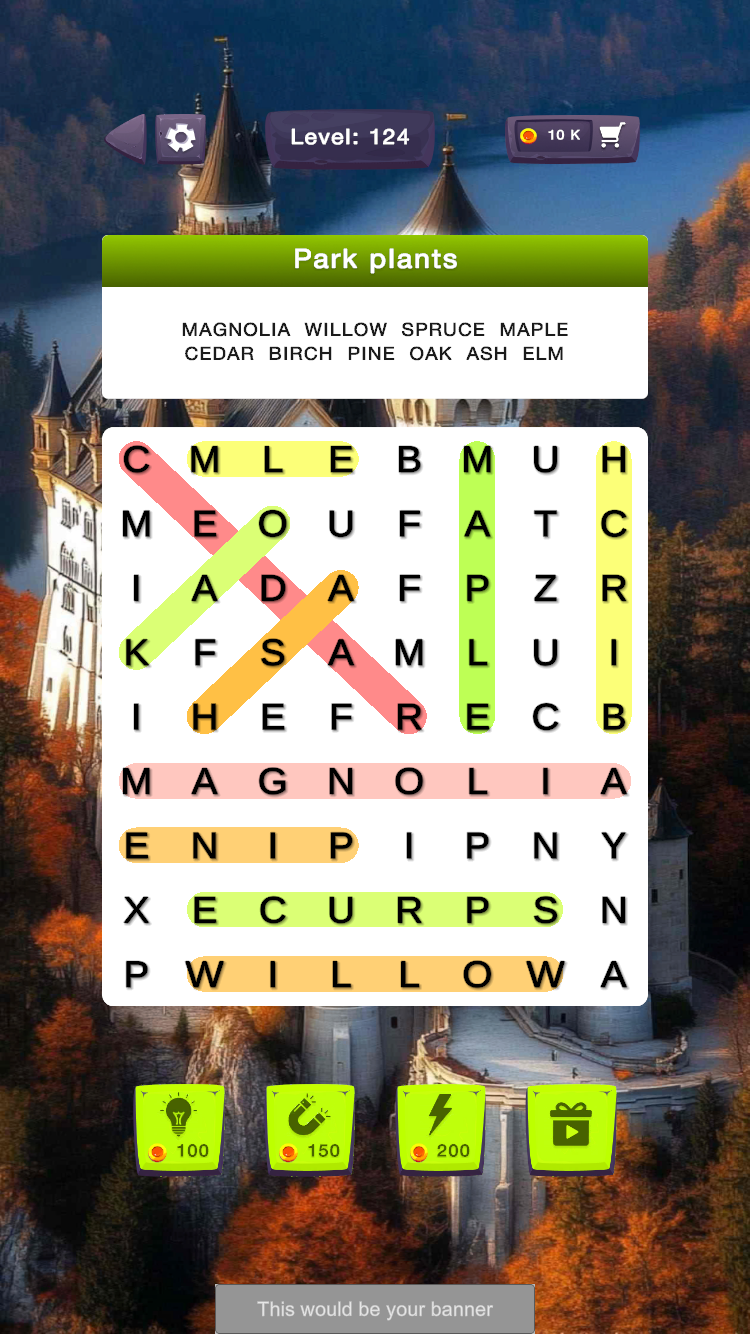 Level: 124
10 K
Park plants
MAGNOLIA WILLOW SPRUCE MAPLE
CEDAR BIRCH PINE OAK ASH ELM
C M L E B M U H
M E O U F A T C
I A D A F P Z R
K F S A M L U I
I H E F R E C B
M A G N O L I A
E N I P I P N Y
X E C U R P S N
P W I L L O W A
100 150 200
This would be your banner